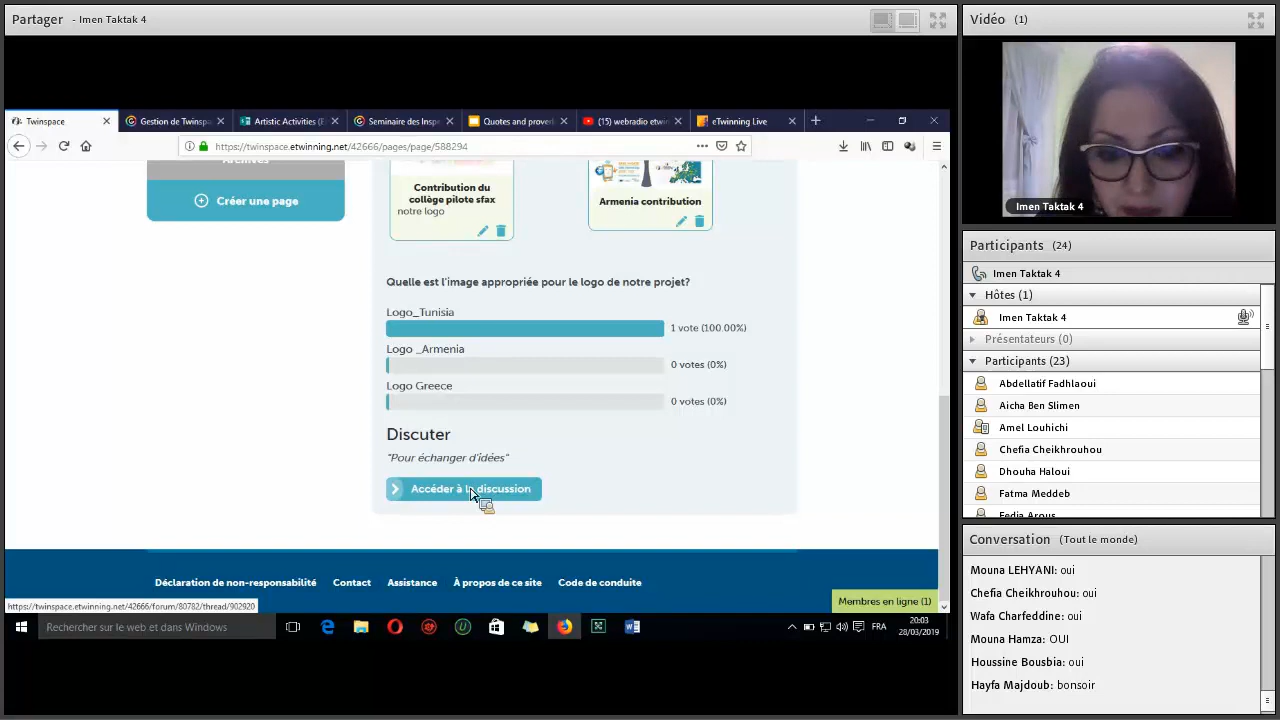 Partager - Imen Taktak 4
Twinspace
Gestion de Twinspa
Artistic Activities (E
Seminaire des Insp
Quotes and prove
(15) webradio etwin
eTwinning Live
https://twinspace.etwinning.net/42666/pages/page/588294
Archives
Créer une page
Contribution du
collège pilote sfax
notre logo
Armenia contribution
Quelle est l'image appropriée pour le logo de notre projet?
Logo_Tunisia
1 vote (100.00%)
Logo _Armenia
0 votes (0%)
Logo Greece
0 votes (0%)
Discuter
"Pour échanger d'idées"
Accéder à la discussion
Déclaration de non-responsabilité Contact Assistance À propos de ce site Code de conduite
https://twinspace.etwinning.net/42666/forum/80782/thread/902920
Membres en ligne (1)
Rechercher sur le web et dans Windows
FRA
20:03
28/03/2019
Vidéo (1)
Imen Taktak 4
Participants (24)
Imen Taktak 4
Hôtes (1)
Imen Taktak 4
Présentateurs (0)
Participants (23)
Abdellatif Fadhlaoui
Aicha Ben Slimen
Amel Louhichi
Chefia Cheikhrouhou
Dhouha Haloui
Fatma Meddeb
Fedia Arous
Conversation (Tout le monde)
Mouna LEHYANI: oui
Chefia Cheikhrouhou: oui
Wafa Charfeddine: oui
Mouna Hamza: OUI
Houssine Bousbia: oui
Hayfa Majdoub: bonsoir